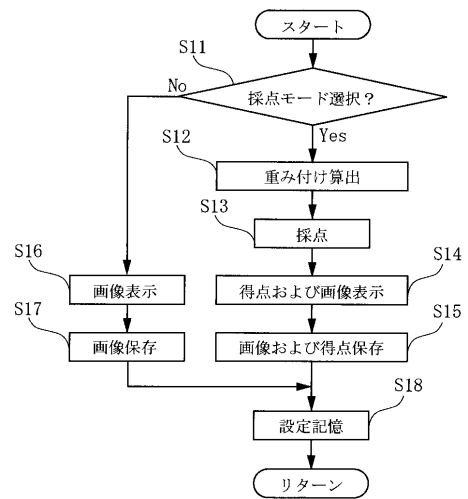 スタート
S11
採点モード選択？
No
Yes
S12
重み付け算出
S13
採点
S14
得点および画像表示
S16
画像表示
S15
画像および得点保存
S17
画像保存
S18
設定記憶
リターン